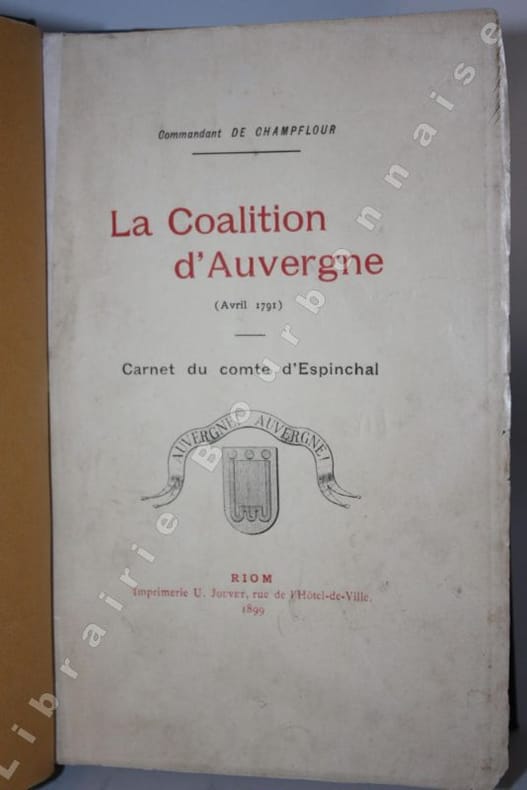 Commandant DE CHAMPFLOUR
La Coalition
d'Auvergne
(Avril 1791)
Carnet du comte d'Espinchal
AUVERGNE! AUVERGNE!
RIOM
Imprimerie U. JOUVET, rue de l'Hôtel-de-Ville.
1899
Librairie Bourbonnaise